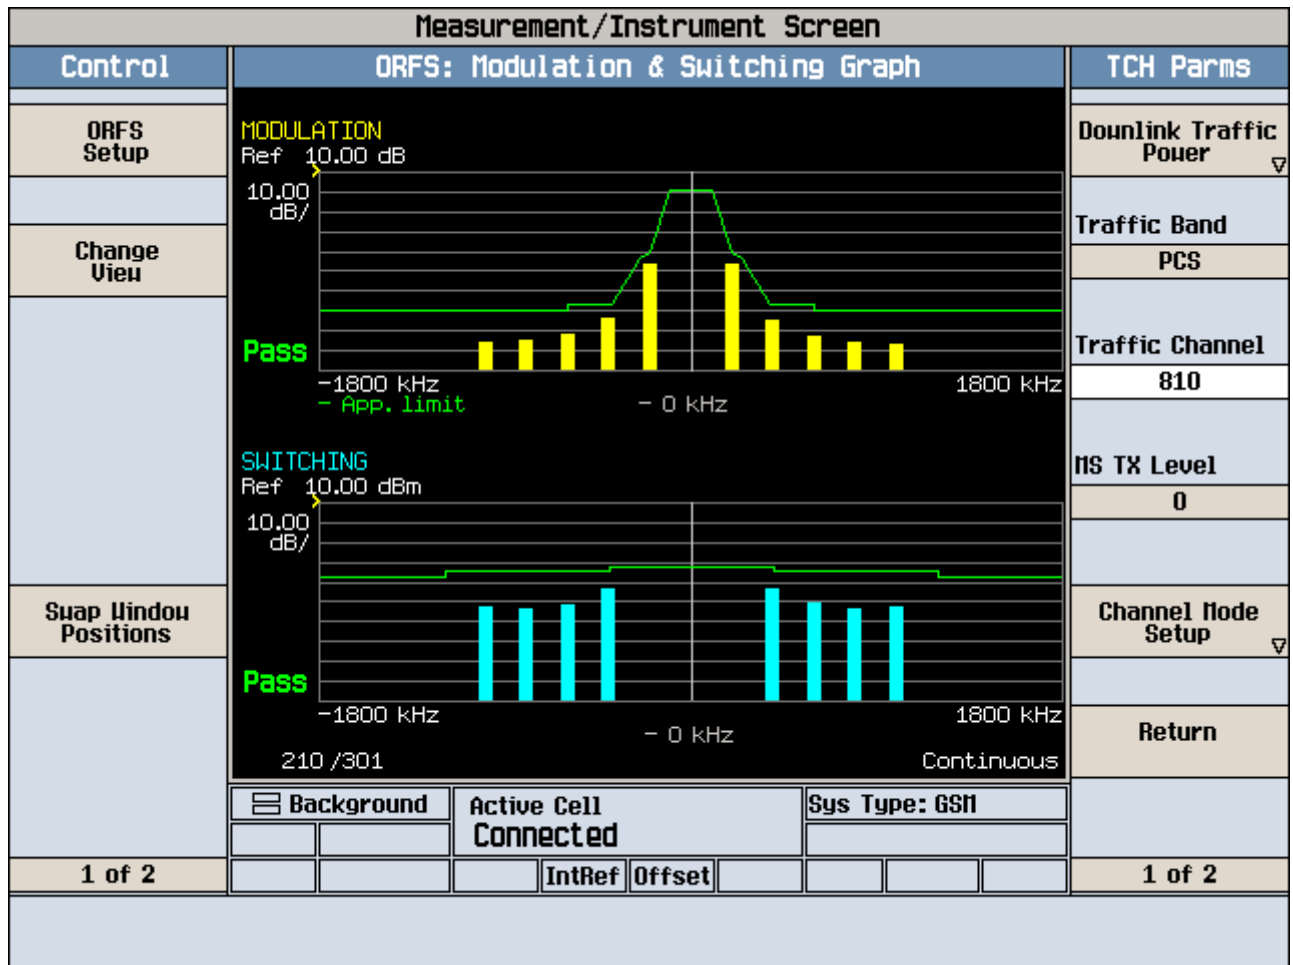 Measurement/Instrument Screen
Control
ORFS: Modulation & Switching Graph
TCH Parms
ORFS
Setup
Change
View
Swap Window
Positions
1 of 2
MODULATION
Ref 10.00 dB
10.00
dB/
Pass
-1800 kHz
1800 kHz
- App. limit
- 0 kHz
SWITCHING
Ref 10.00 dBm
10.00
dB/
Pass
-1800 kHz
1800 kHz
- 0 kHz
210 /301
Continuous
Background
Active Cell
Connected
Sys Type: GSM
IntRef
Offset
Downlink Traffic
Power
Traffic Band
PCS
Traffic Channel
810
MS TX Level
0
Channel Mode
Setup
Return
1 of 2